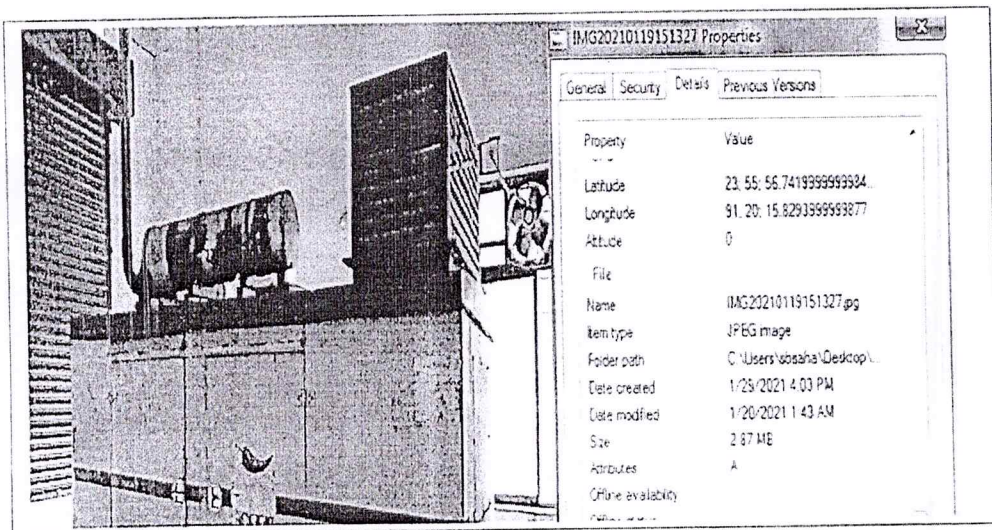 IMG20210119151327 Properties
General Security Details Previous Versions
Property Value
Latitude 23; 55; 56.7419999999984...
Longitude 91; 20; 15.8293999999877
Altitude 0
File
Name IMG20210119151327.jpg
Item type JPEG image
Folder path C:\Users\sbsaha\Desktop\...
Date created 1/29/2021 4:03 PM
Date modified 1/20/2021 1:43 AM
Size 2.87 MB
Attributes A
Offline availability